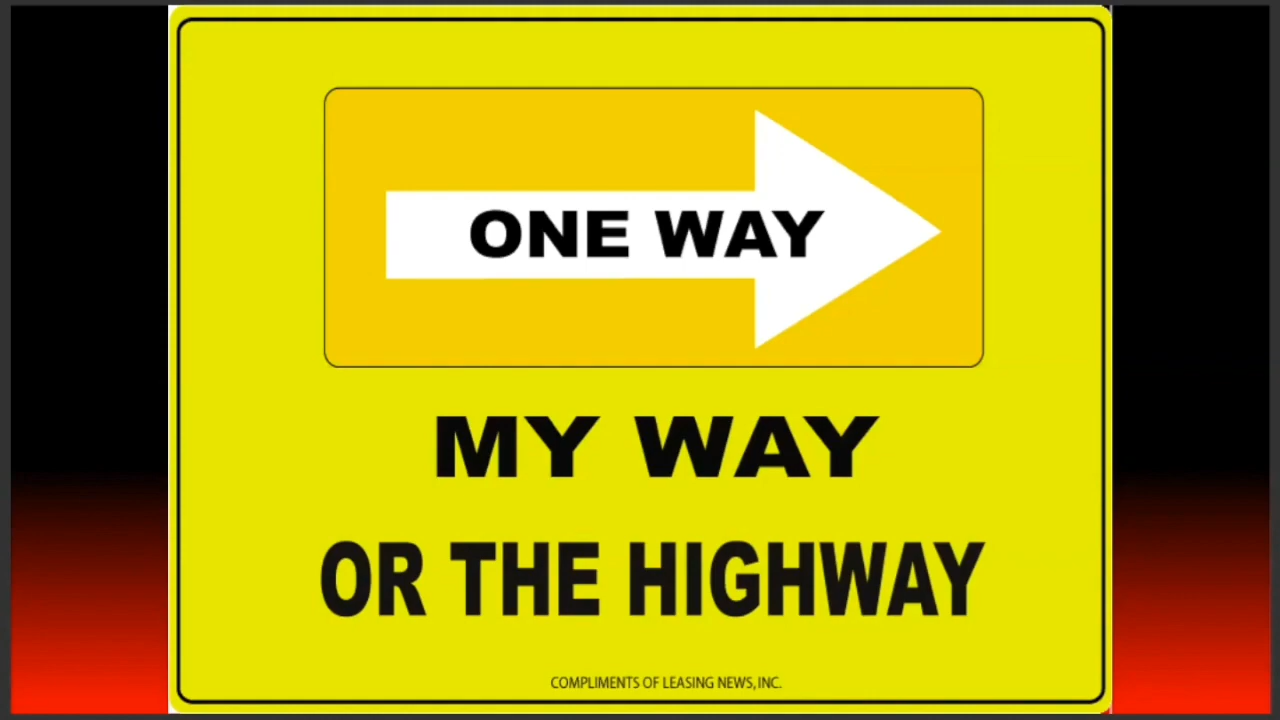 ONE WAY
MY WAY
OR THE HIGHWAY
COMPLIMENTS OF LEASING NEWS, INC.